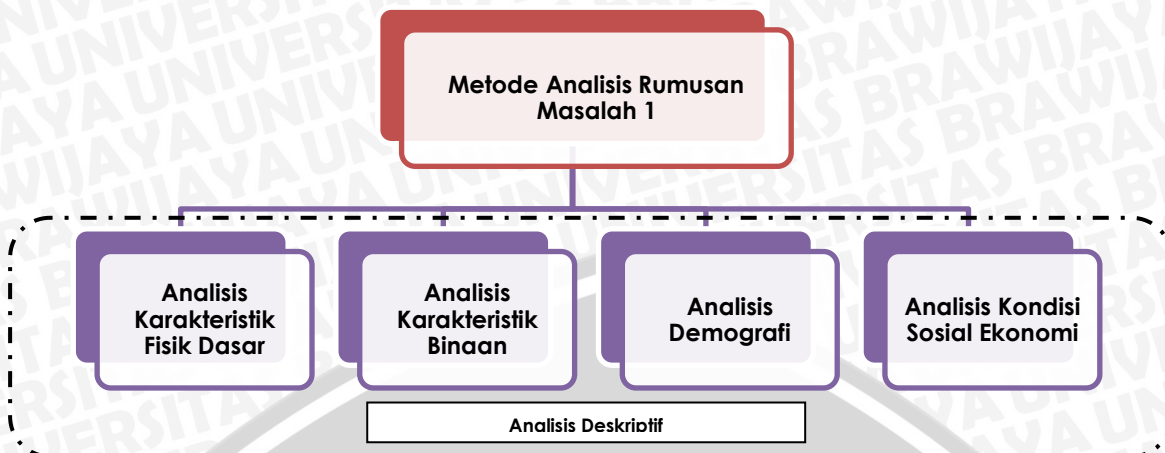 Metode Analisis Rumusan
Masalah 1
Analisis
Karakteristik
Fisik Dasar
Analisis
Karakteristik
Binaan
Analisis
Demografi
Analisis Kondisi
Sosial Ekonomi
Analisis Deskriptif